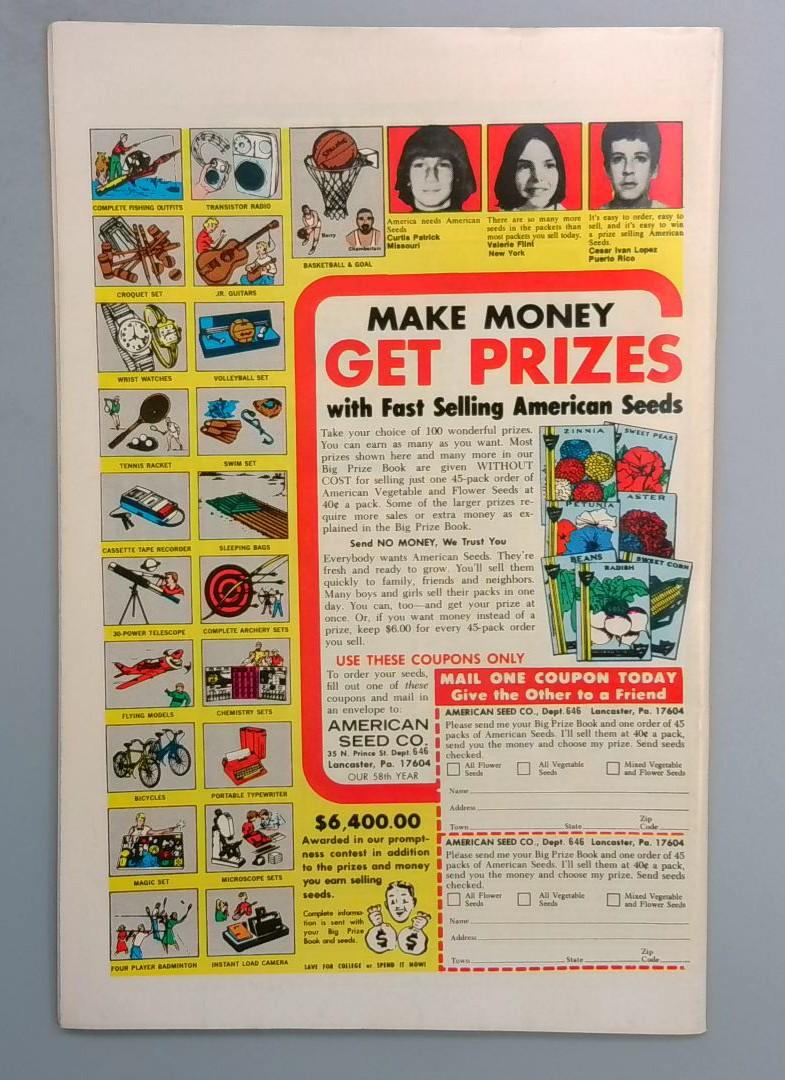 COMPLETE FISHING OUTFITS
TRANSISTOR RADIO
CROQUET SET
JR. GUITARS
WRIST WATCHES
VOLLEYBALL SET
TENNIS RACKET
SWIM SET
CASSETTE TAPE RECORDER
SLEEPING BAGS
30-POWER TELESCOPE
COMPLETE ARCHERY SETS
FLYING MODELS
CHEMISTRY SETS
BICYCLES
PORTABLE TYPEWRITER
MAGIC SET
MICROSCOPE SETS
FOUR PLAYER BADMINTON
INSTANT LOAD CAMERA
SPALDING
Barry
Chamberlain
BASKETBALL & GOAL
America needs American
Seeds
Curtis Patrick
Missouri
There are so many more
seeds in the packets than
most packets you sell today.
Valerie Flint
New York
It's easy to order, easy to
sell, and it's easy to win
a prize selling American
Seeds.
Cesar Ivan Lopez
Puerto Rico
MAKE MONEY
GET PRIZES
with Fast Selling American Seeds
Take your choice of 100 wonderful prizes.
You can earn as many as you want. Most
prizes shown here and many more in our
Big Prize Book are given WITHOUT
COST for selling just one 45-pack order of
American Vegetable and Flower Seeds at
40¢ a pack. Some of the larger prizes re-
quire more sales or extra money as ex-
plained in the Big Prize Book.
Send NO MONEY, We Trust You
Everybody wants American Seeds. They're
fresh and ready to grow. You'll sell them
quickly to family, friends and neighbors.
Many boys and girls sell their packs in one
day. You can, too—and get your prize at
once. Or, if you want money instead of a
prize, keep $6.00 for every 45-pack order
you sell.
ZINNIA
SWEET PEAS
PETUNIA
ASTER
BEANS
RADISH
SWEET CORN
USE THESE COUPONS ONLY
To order your seeds,
fill out one of these
coupons and mail in
an envelope to:
AMERICAN
SEED CO.
35 N. Prince St. Dept. 646
Lancaster, Pa. 17604
OUR 58th YEAR
MAIL ONE COUPON TODAY
Give the Other to a Friend
AMERICAN SEED CO., Dept. 646 Lancaster, Pa. 17604
Please send me your Big Prize Book and one order of 45
packs of American Seeds. I'll sell them at 40¢ a pack,
send you the money and choose my prize. Send seeds
checked.
All Flower
Seeds
All Vegetable
Seeds
Mixed Vegetable
and Flower Seeds
Name
Address
Town State Zip
Code
AMERICAN SEED CO., Dept. 646 Lancaster, Pa. 17604
Please send me your Big Prize Book and one order of 45
packs of American Seeds. I'll sell them at 40¢ a pack,
send you the money and choose my prize. Send seeds
checked.
All Flower
Seeds
All Vegetable
Seeds
Mixed Vegetable
and Flower Seeds
Name
Address
Town State Zip
Code
$6,400.00
Awarded in our prompt-
ness contest in addition
to the prizes and money
you earn selling
seeds.
Complete informa-
tion is sent with
your Big Prize
Book and seeds.
$ $
SAVE FOR COLLEGE or SPEND IT NOW!